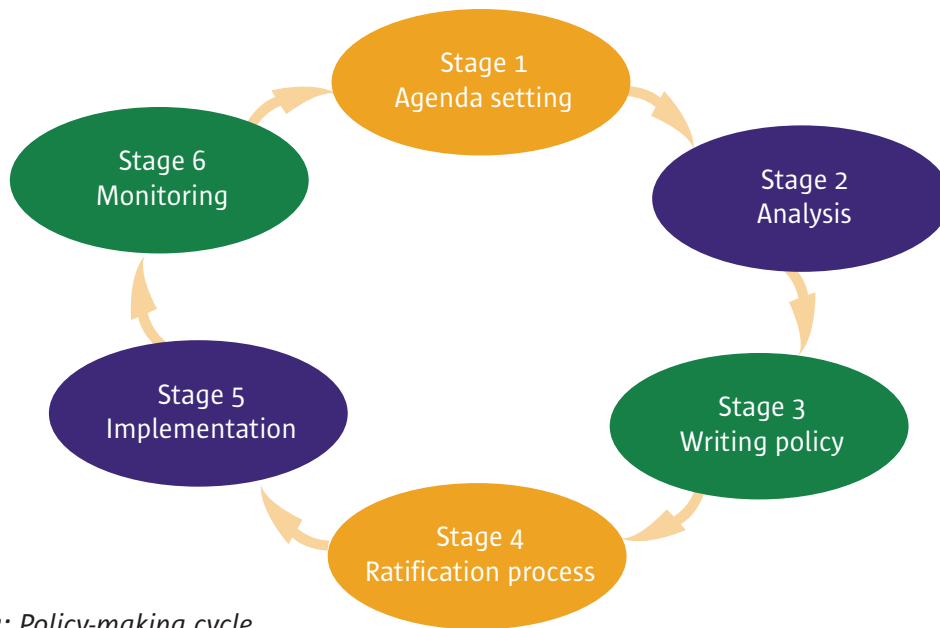 Stage 1
Agenda setting
Stage 2
Analysis
Stage 3
Writing policy
Stage 4
Ratification process
Stage 5
Implementation
Stage 6
Monitoring
: Policy-making cycle